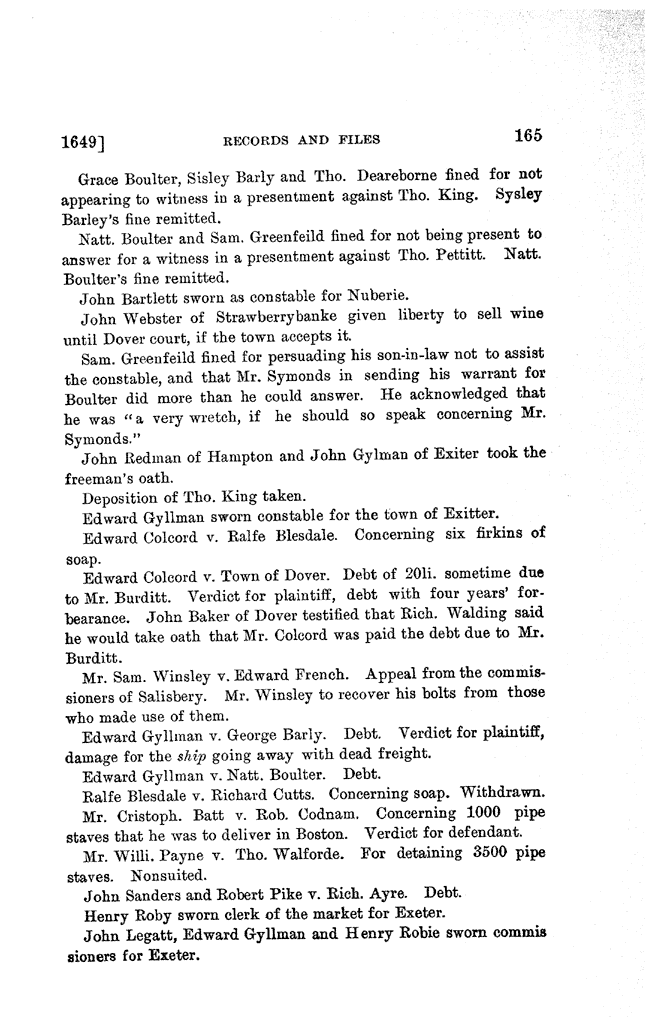 1649] RECORDS AND FILES 165
Grace Boulter, Sisley Barly and Tho. Deareborne fined for not
appearing to witness in a presentment against Tho. King. Sysley
Barley's fine remitted.
Natt. Boulter and Sam. Greenfeild fined for not being present to
answer for a witness in a presentment against Tho. Pettitt. Natt.
Boulter's fine remitted.
John Bartlett sworn as constable for Nuberie.
John Webster of Strawberrybanke given liberty to sell wine
until Dover court, if the town accepts it.
Sam. Greenfeild fined for persuading his son-in-law not to assist
the constable, and that Mr. Symonds in sending his warrant for
Boulter did more than he could answer. He acknowledged that
he was "a very wretch, if he should so speak concerning Mr.
Symonds."
John Redman of Hampton and John Gylman of Exiter took the
freeman's oath.
Deposition of Tho. King taken.
Edward Gyllman sworn constable for the town of Exitter.
Edward Colcord v. Ralfe Blesdale. Concerning six firkins of
soap.
Edward Colcord v. Town of Dover. Debt of 20li. sometime due
to Mr. Burditt. Verdict for plaintiff, debt with four years' for-
bearance. John Baker of Dover testified that Rich. Walding said
he would take oath that Mr. Colcord was paid the debt due to Mr.
Burditt.
Mr. Sam. Winsley v. Edward French. Appeal from the commis-
sioners of Salisbery. Mr. Winsley to recover his bolts from those
who made use of them.
Edward Gyllman v. George Barly. Debt. Verdict for plaintiff,
damage for the ship going away with dead freight.
Edward Gyllman v. Natt. Boulter. Debt.
Ralfe Blesdale v. Richard Cutts. Concerning soap. Withdrawn.
Mr. Cristoph. Batt v. Rob. Codnam. Concerning 1000 pipe
staves that he was to deliver in Boston. Verdict for defendant.
Mr. Willi. Payne v. Tho. Walforde. For detaining 3500 pipe
staves. Nonsuited.
John Sanders and Robert Pike v. Rich. Ayre. Debt.
Henry Roby sworn clerk of the market for Exeter.
John Legatt, Edward Gyllman and Henry Robie sworn commis
sioners for Exeter.